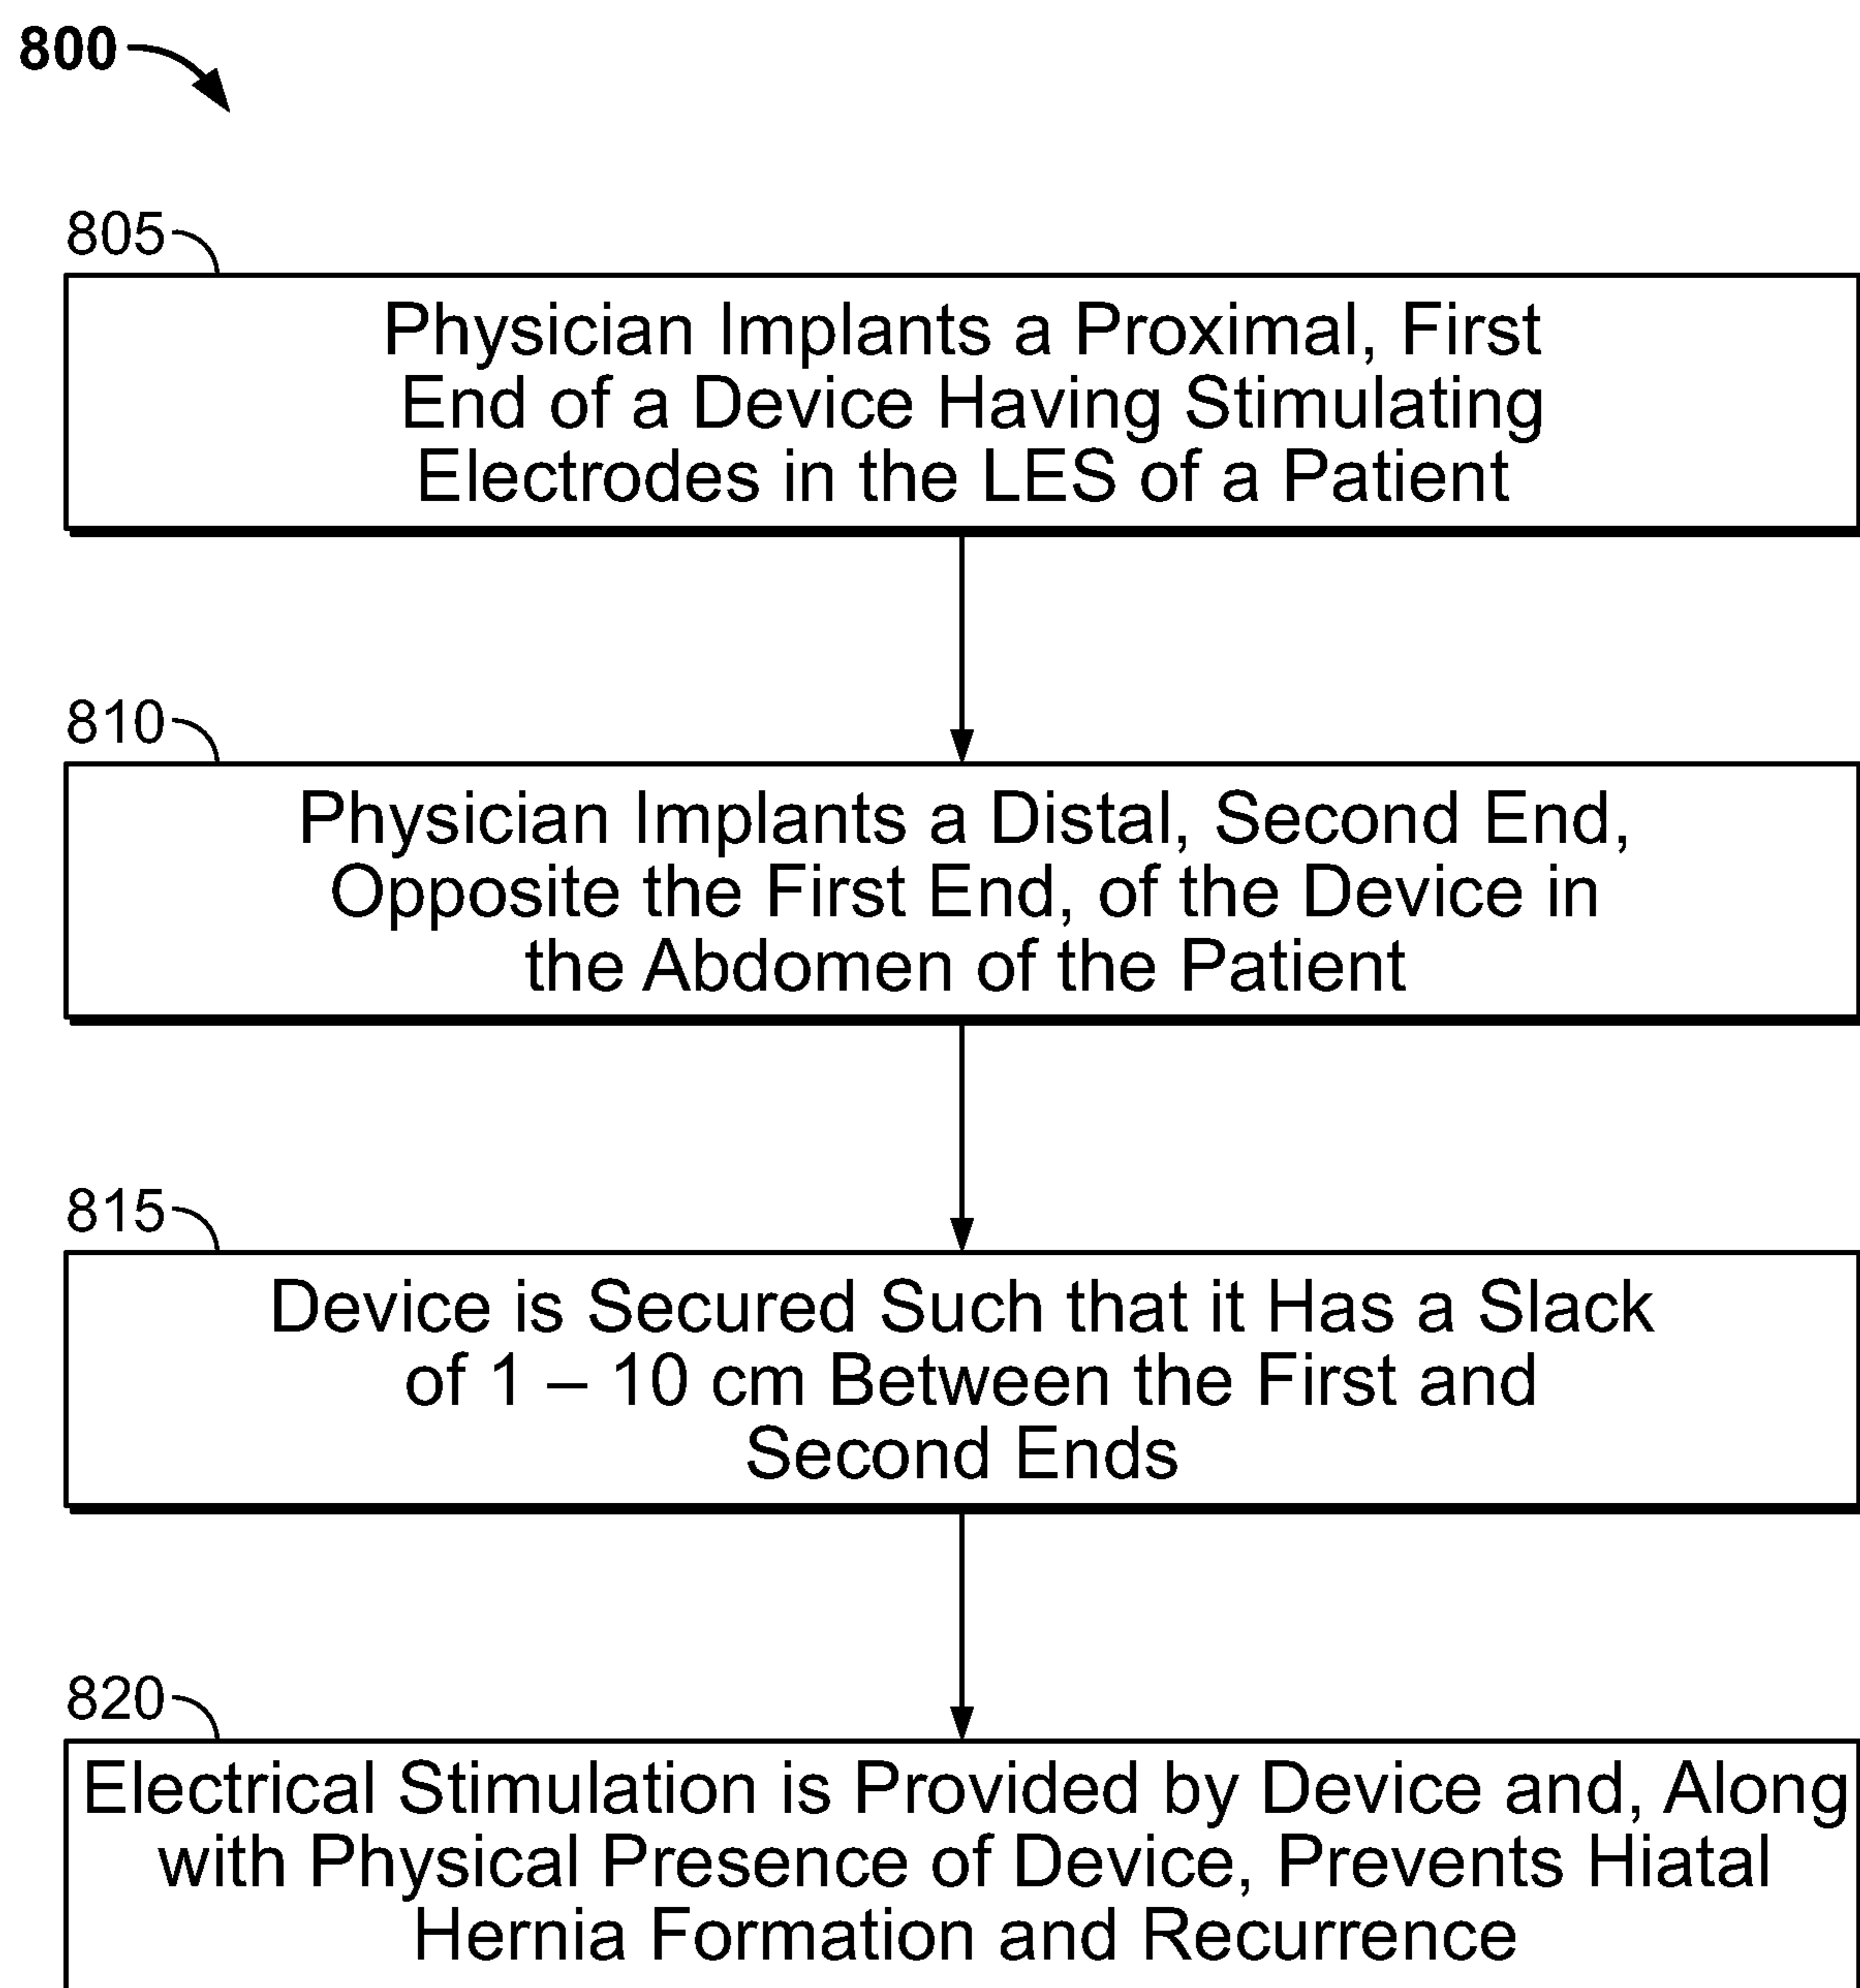 800
805
Physician Implants a Proximal, First
End of a Device Having Stimulating
Electrodes in the LES of a Patient
810
Physician Implants a Distal, Second End,
Opposite the First End, of the Device in
the Abdomen of the Patient
815
Device is Secured Such that it Has a Slack
of 1 – 10 cm Between the First and
Second Ends
820
Electrical Stimulation is Provided by Device and, Along
with Physical Presence of Device, Prevents Hiatal
Hernia Formation and Recurrence